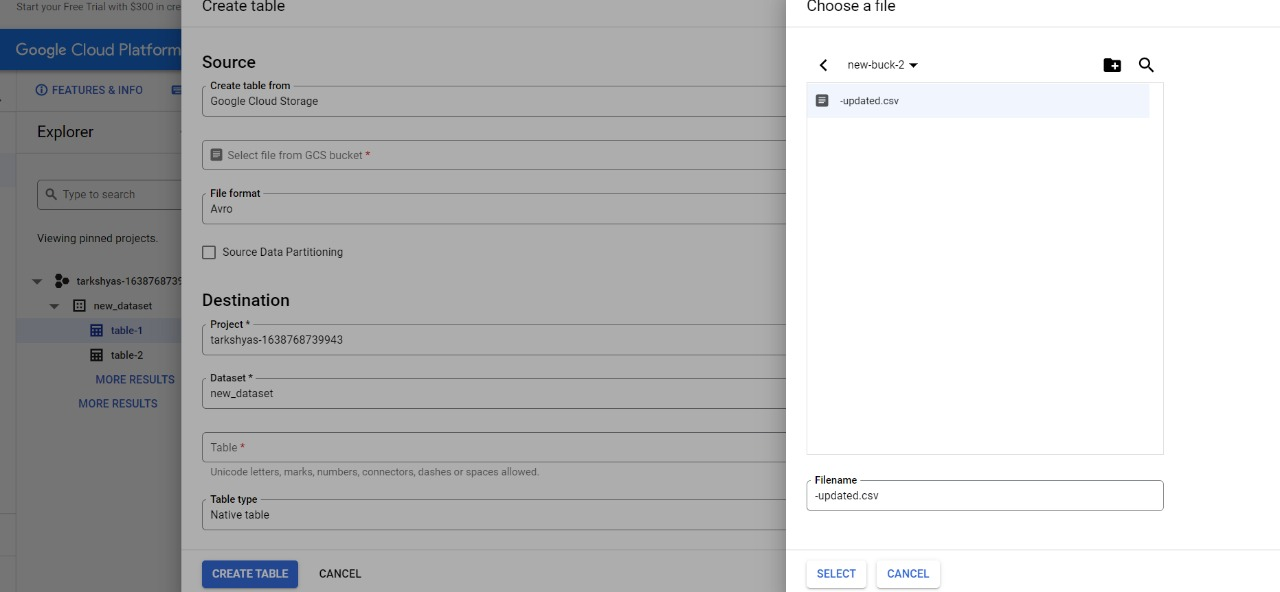 Start your Free Trial with $300 in cre
Google Cloud Platform
FEATURES & INFO
Explorer
Type to search
Viewing pinned projects.
tarkshyas-1638768739
new_dataset
table-1
table-2
MORE RESULTS
MORE RESULTS
Create table
Source
Create table from
Google Cloud Storage
Select file from GCS bucket *
File format
Avro
Source Data Partitioning
Destination
Project *
tarkshyas-1638768739943
Dataset *
new_dataset
Table *
Unicode letters, marks, numbers, connectors, dashes or spaces allowed.
Table type
Native table
CREATE TABLE
CANCEL
Choose a file
new-buck-2
-updated.csv
Filename
-updated.csv
SELECT
CANCEL